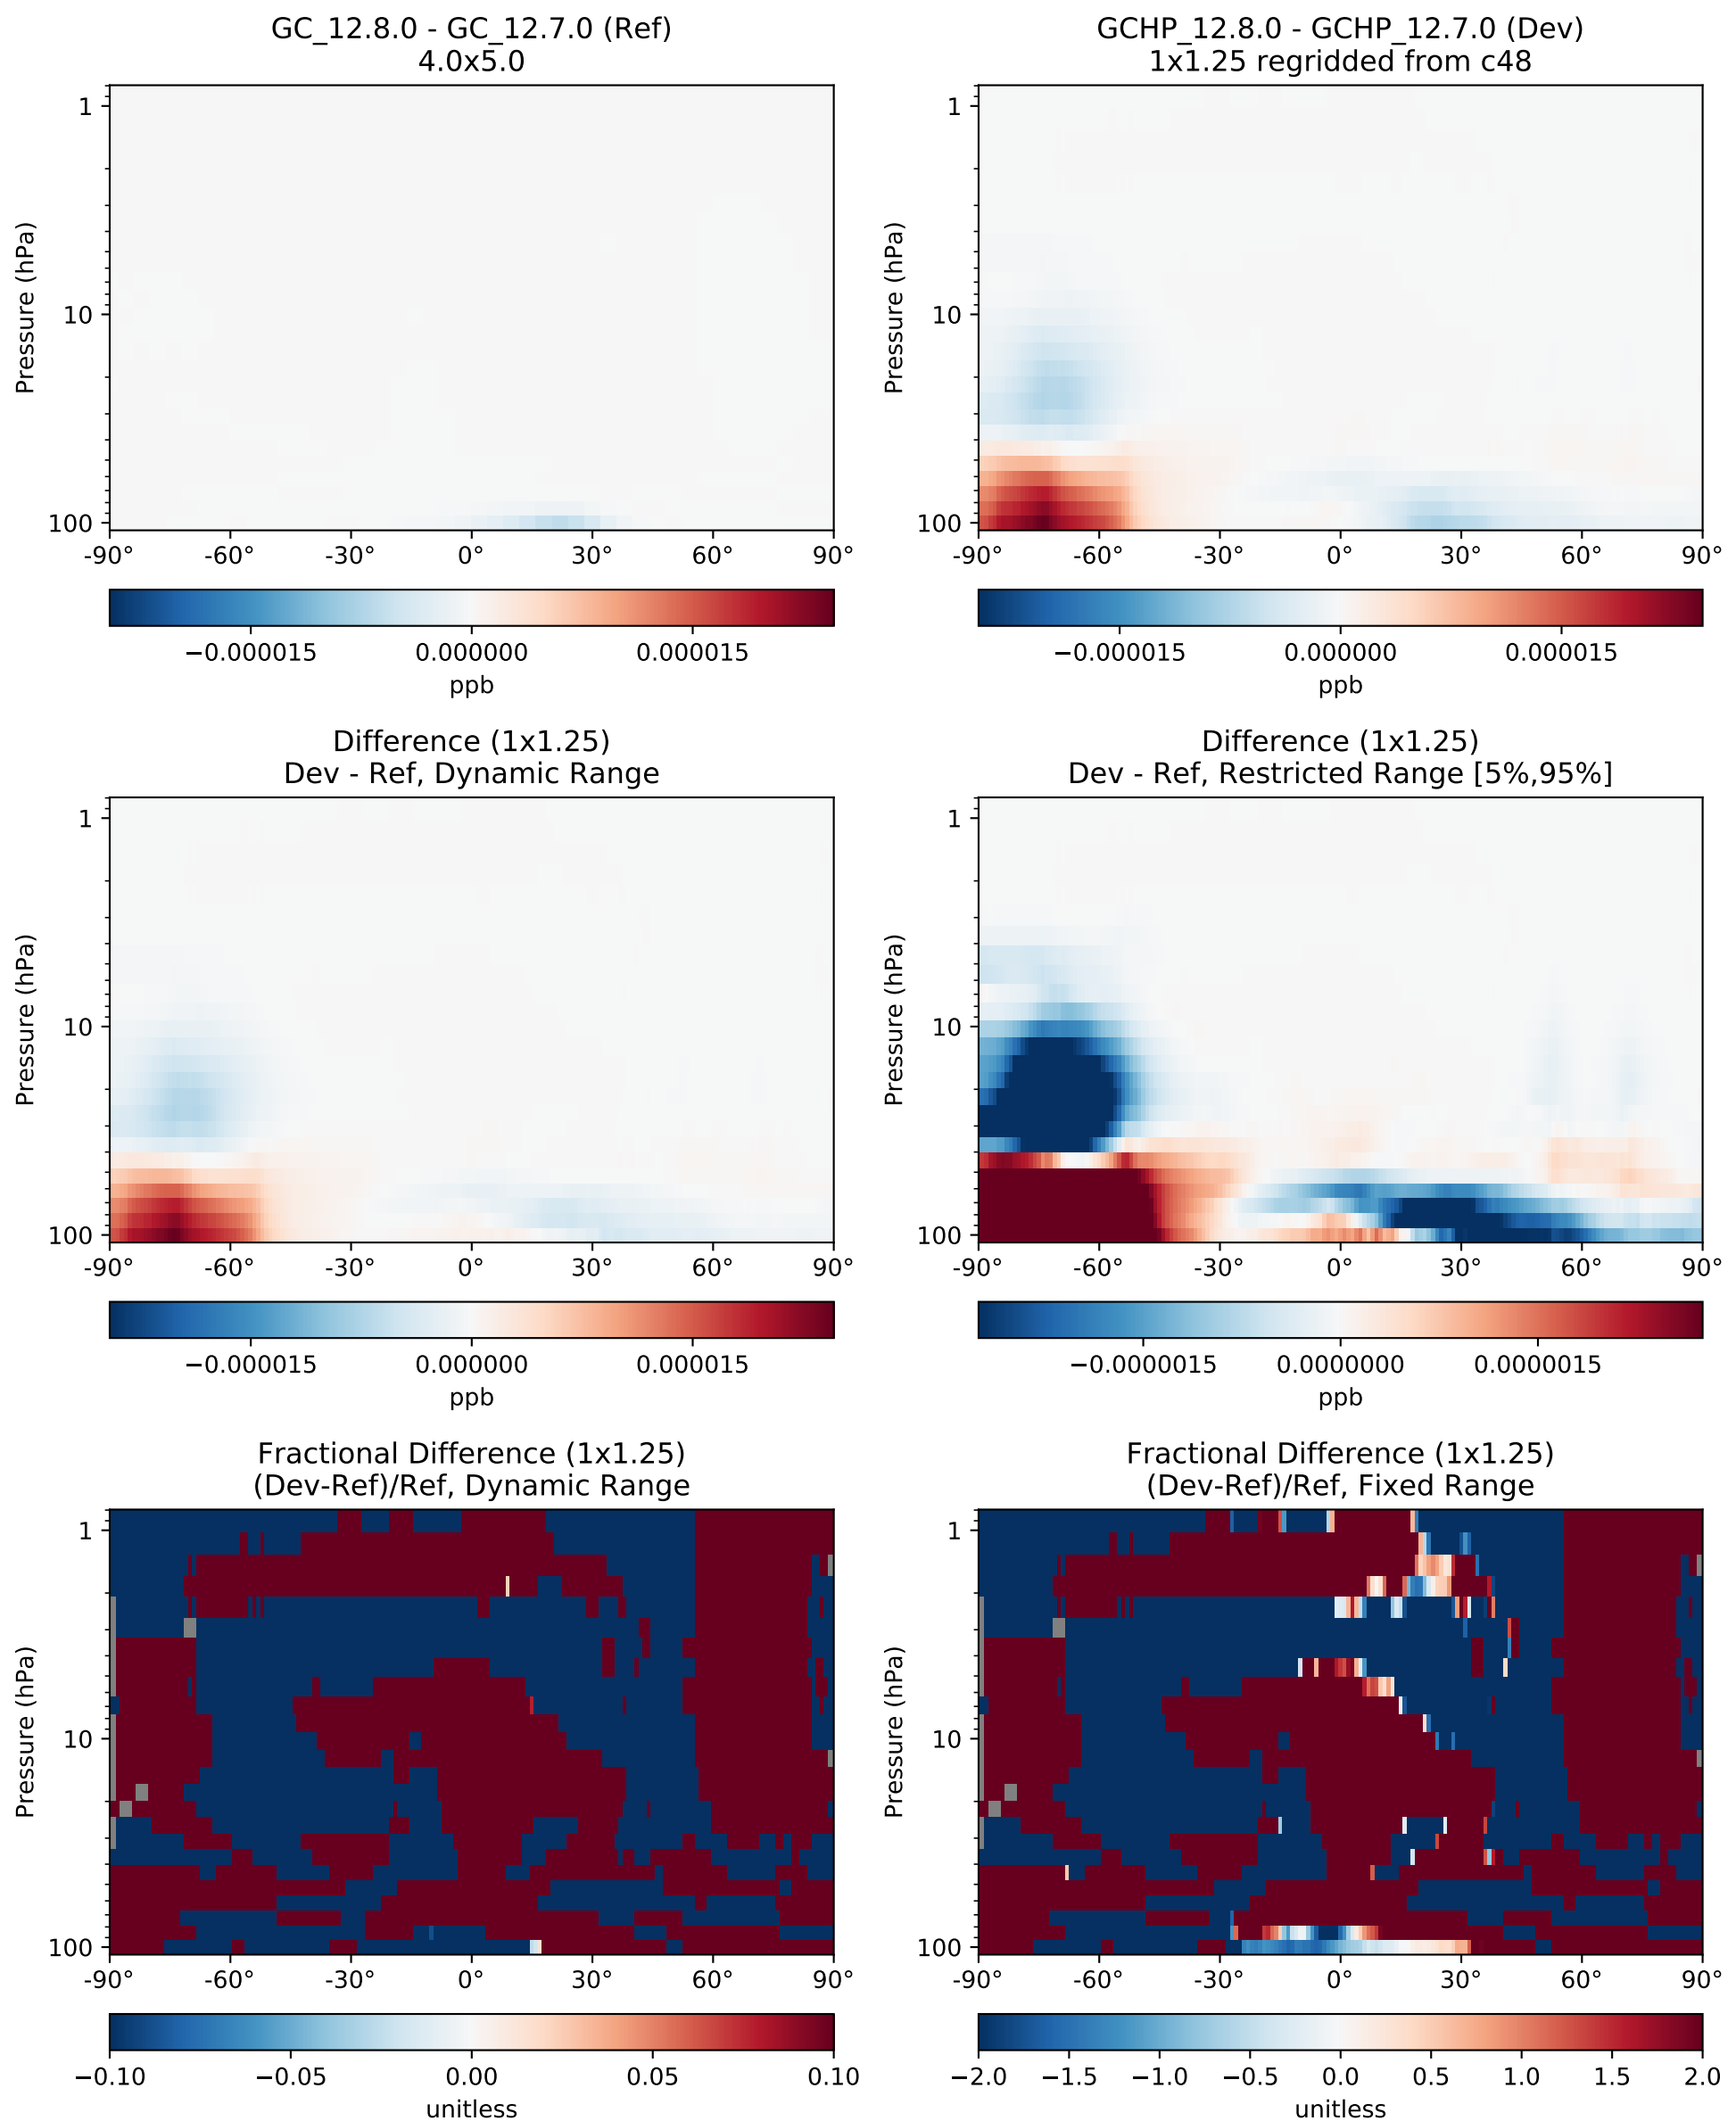 GC_12.8.0 - GC_12.7.0 (Ref)
4.0x5.0
Pressure (hPa)
1
10
100
-90° -60° -30° 0° 30° 60° 90°
−0.000015 0.000000 0.000015
ppb
GCHP_12.8.0 - GCHP_12.7.0 (Dev)
1x1.25 regridded from c48
Pressure (hPa)
1
10
100
-90° -60° -30° 0° 30° 60° 90°
−0.000015 0.000000 0.000015
ppb
Difference (1x1.25)
Dev - Ref, Dynamic Range
Pressure (hPa)
1
10
100
-90° -60° -30° 0° 30° 60° 90°
−0.000015 0.000000 0.000015
ppb
Difference (1x1.25)
Dev - Ref, Restricted Range [5%,95%]
Pressure (hPa)
1
10
100
-90° -60° -30° 0° 30° 60° 90°
−0.0000015 0.0000000 0.0000015
ppb
Fractional Difference (1x1.25)
(Dev-Ref)/Ref, Dynamic Range
Pressure (hPa)
1
10
100
-90° -60° -30° 0° 30° 60° 90°
−0.10 −0.05 0.00 0.05 0.10
unitless
Fractional Difference (1x1.25)
(Dev-Ref)/Ref, Fixed Range
Pressure (hPa)
1
10
100
-90° -60° -30° 0° 30° 60° 90°
−2.0 −1.5 −1.0 −0.5 0.0 0.5 1.0 1.5 2.0
unitless